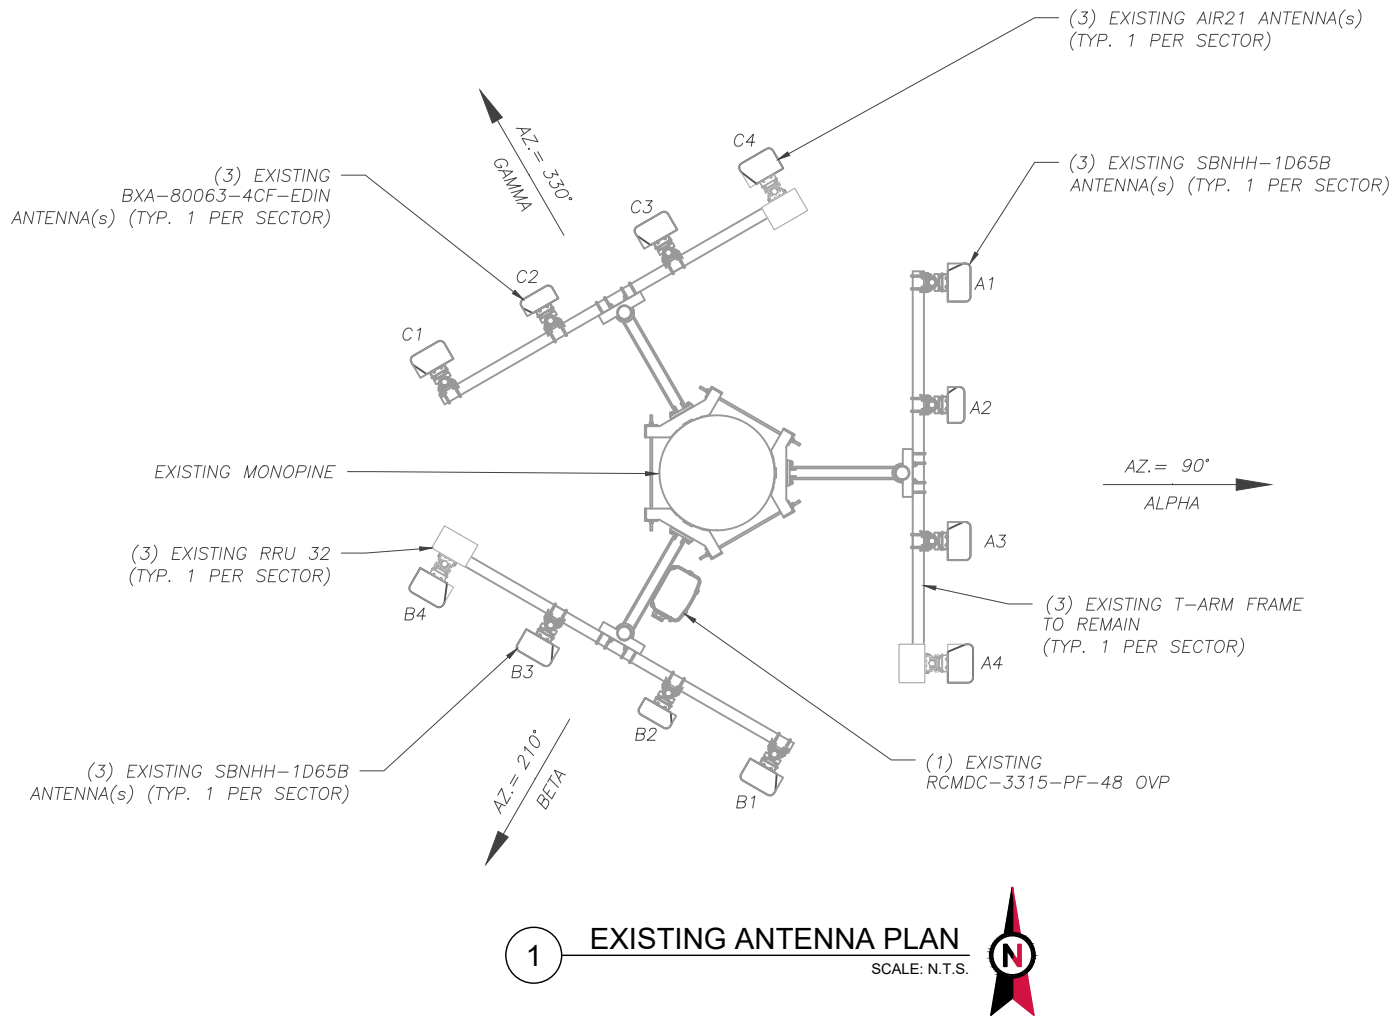 (3) EXISTING AIR21 ANTENNA(s)
(TYP. 1 PER SECTOR)
AZ.= 330°
GAMMA
C4
(3) EXISTING
BXA-80063-4CF-EDIN
ANTENNA(s) (TYP. 1 PER SECTOR)
(3) EXISTING SBNHH-1D65B
ANTENNA(s) (TYP. 1 PER SECTOR)
C3
C2
C1
A1
A2
EXISTING MONOPINE
AZ.= 90°
ALPHA
(3) EXISTING RRU 32
(TYP. 1 PER SECTOR)
A3
B4
(3) EXISTING T-ARM FRAME
TO REMAIN
(TYP. 1 PER SECTOR)
B3
A4
B2
(3) EXISTING SBNHH-1D65B
ANTENNA(s) (TYP. 1 PER SECTOR)
AZ.= 210°
BETA
B1
(1) EXISTING
RCMDC-3315-PF-48 OVP
1
EXISTING ANTENNA PLAN
SCALE: N.T.S.
N